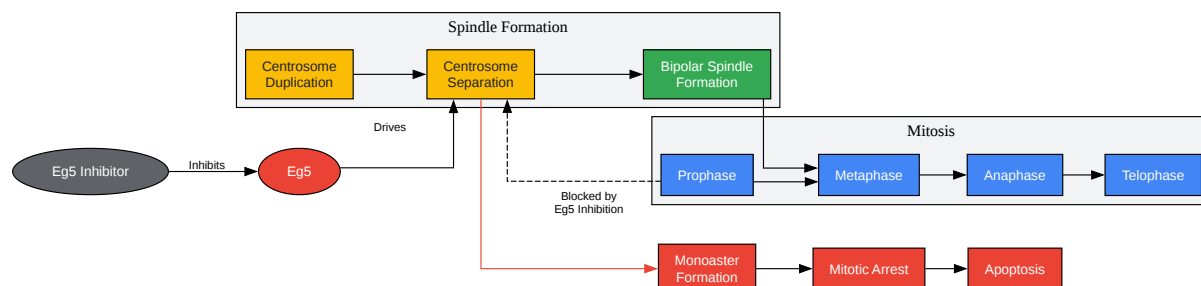 Spindle Formation
Centrosome
Duplication
Centrosome
Separation
Bipolar Spindle
Formation
Drives
Mitosis
Eg5 Inhibitor
Inhibits
Eg5
Prophase
Metaphase
Anaphase
Telophase
Blocked by
Eg5 Inhibition
Monoaster
Formation
Mitotic Arrest
Apoptosis